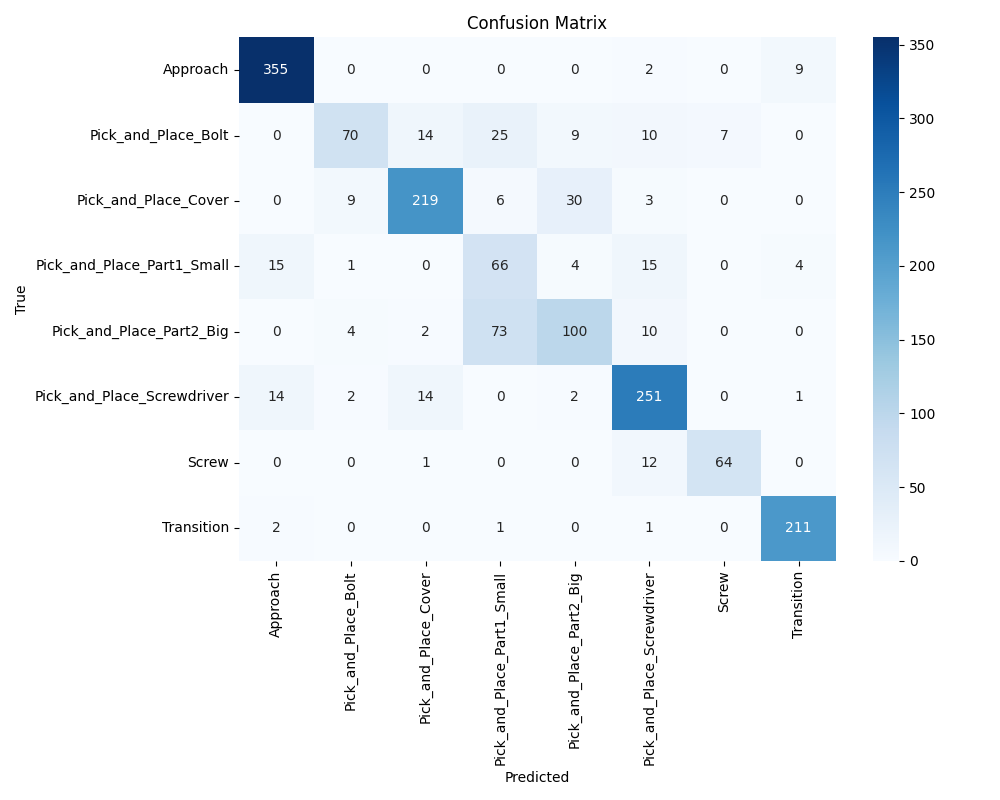 Confusion Matrix
True
Approach 355 0 0 0 0 2 0 9
Pick_and_Place_Bolt 0 70 14 25 9 10 7 0
Pick_and_Place_Cover 0 9 219 6 30 3 0 0
Pick_and_Place_Part1_Small 15 1 0 66 4 15 0 4
Pick_and_Place_Part2_Big 0 4 2 73 100 10 0 0
Pick_and_Place_Screwdriver 14 2 14 0 2 251 0 1
Screw 0 0 1 0 0 12 64 0
Transition 2 0 0 1 0 1 0 211
Approach
Pick_and_Place_Bolt
Pick_and_Place_Cover
Pick_and_Place_Part1_Small
Pick_and_Place_Part2_Big
Pick_and_Place_Screwdriver
Screw
Transition
Predicted
350
300
250
200
150
100
50
0